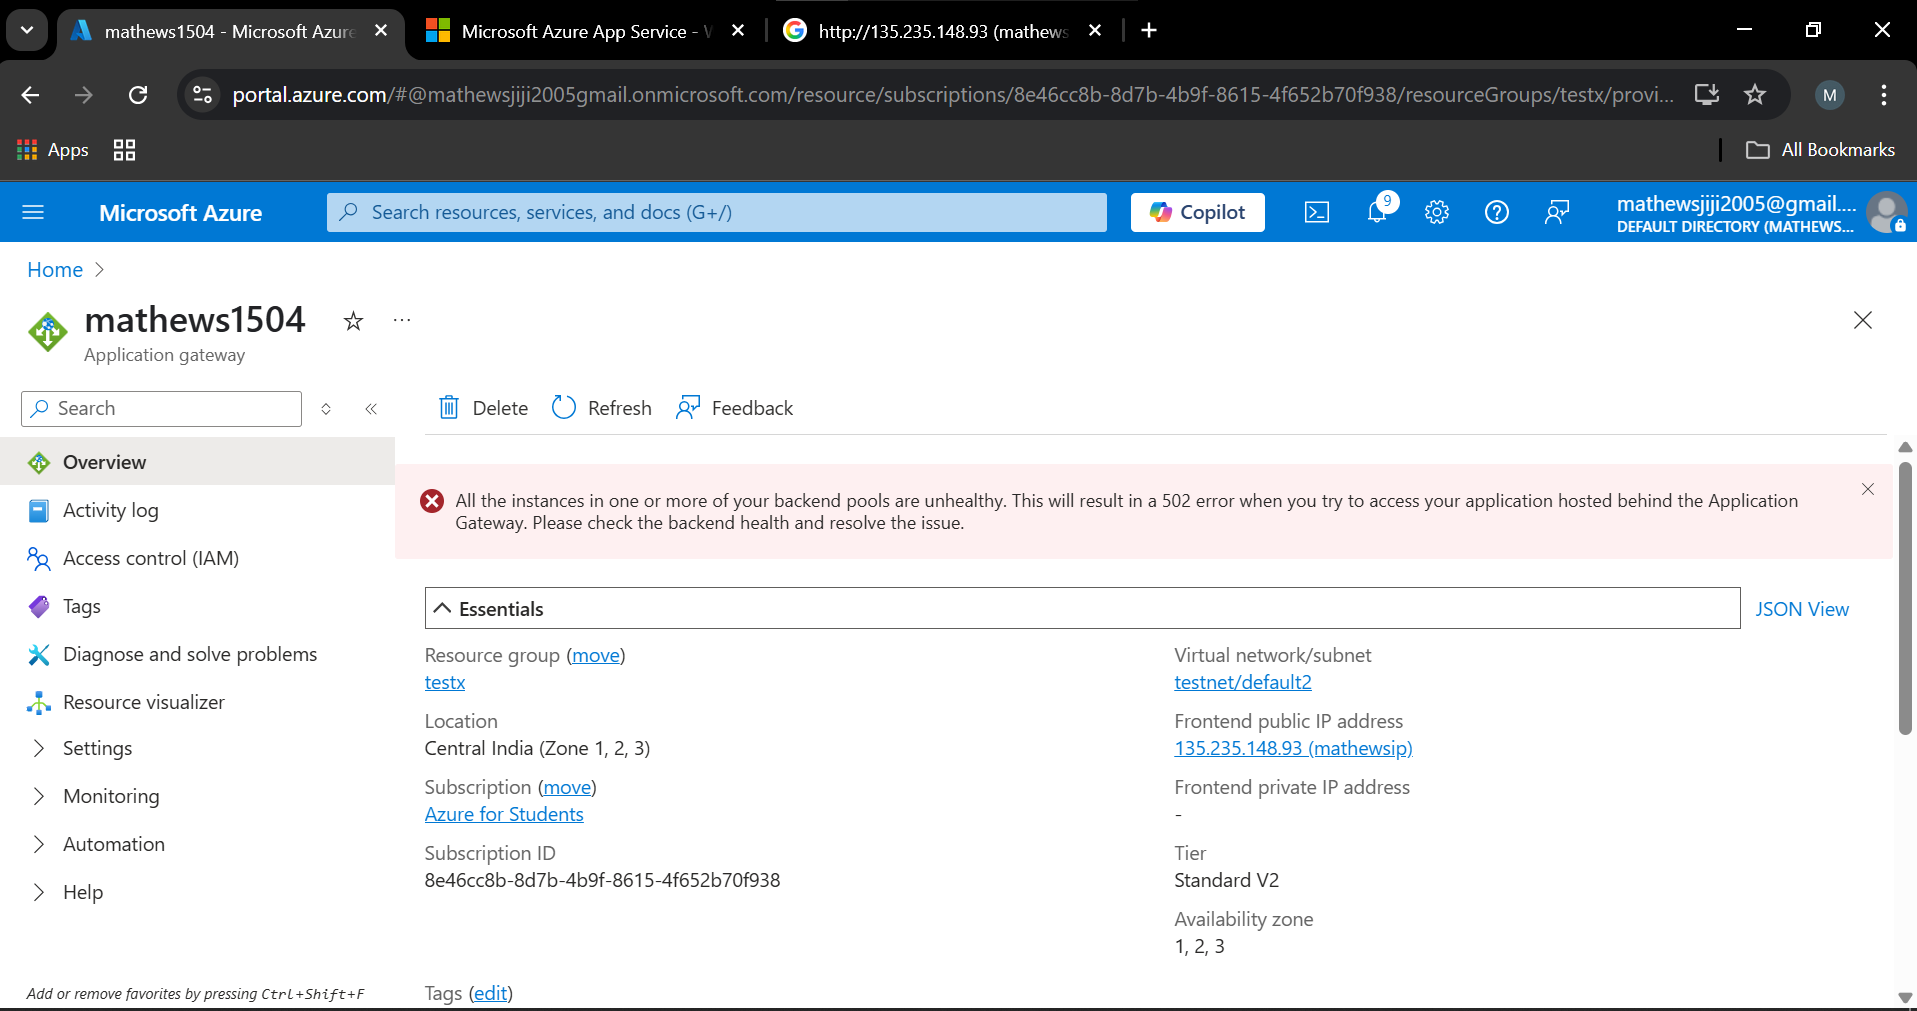 mathews1504 - Microsoft Azure
Microsoft Azure App Service -
http://135.235.148.93 (mathews
portal.azure.com/#@mathewsjiji2005gmail.onmicrosoft.com/resource/subscriptions/8e46cc8b-8d7b-4b9f-8615-4f652b70f938/resourceGroups/testx/provi...
M
Apps
All Bookmarks
Microsoft Azure
Search resources, services, and docs (G+/)
Copilot
9
mathewsjiji2005@gmail....
DEFAULT DIRECTORY (MATHEWS...
Home
mathews1504
Application gateway
Search
Delete
Refresh
Feedback
Overview
Activity log
Access control (IAM)
Tags
Diagnose and solve problems
Resource visualizer
Settings
Monitoring
Automation
Help
Add or remove favorites by pressing Ctrl+Shift+F
All the instances in one or more of your backend pools are unhealthy. This will result in a 502 error when you try to access your application hosted behind the Application
Gateway. Please check the backend health and resolve the issue.
Essentials
JSON View
Resource group (move)
testx
Location
Central India (Zone 1, 2, 3)
Subscription (move)
Azure for Students
Subscription ID
8e46cc8b-8d7b-4b9f-8615-4f652b70f938
Virtual network/subnet
testnet/default2
Frontend public IP address
135.235.148.93 (mathewsip)
Frontend private IP address
-
Tier
Standard V2
Availability zone
1, 2, 3
Tags (edit)